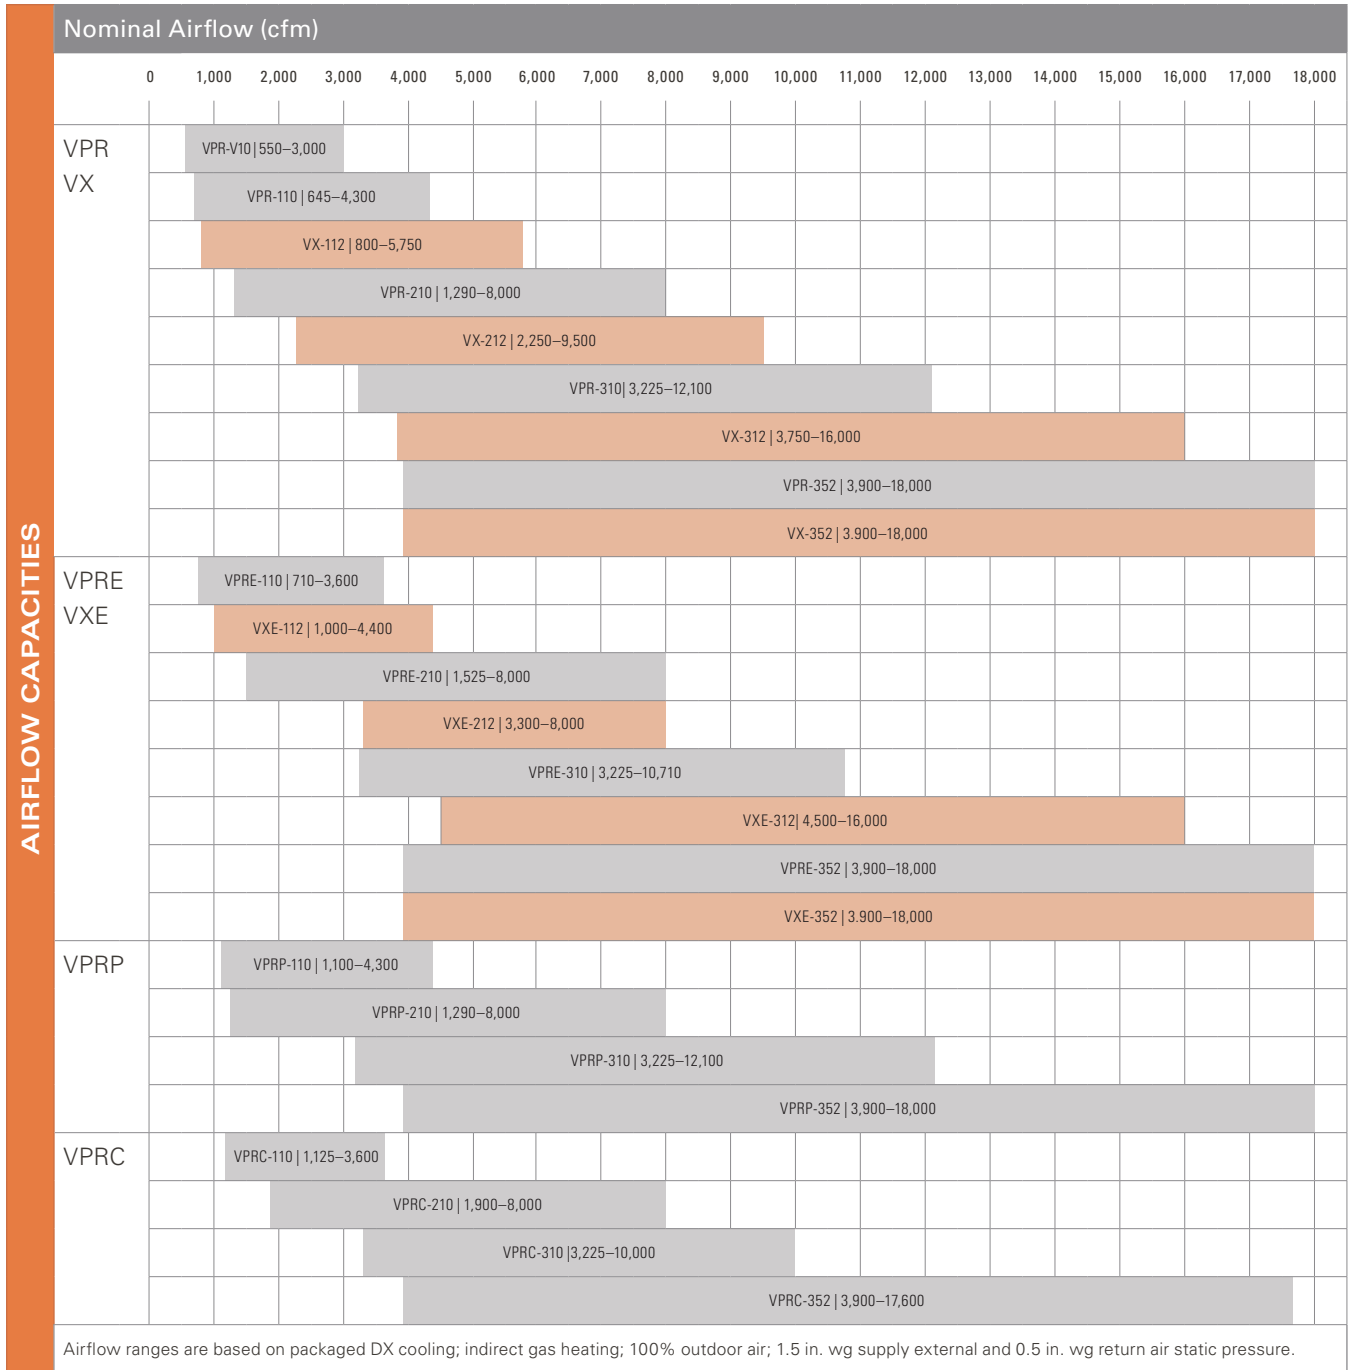 Nominal Airflow (cfm)
0 1,000 2,000 3,000 4,000 5,000 6,000 7,000 8,000 9,000 10,000 11,000 12,000 13,000 14,000 15,000 16,000 17,000 18,000
AIRFLOW CAPACITIES
VPR
VX
VPR-V10 | 550–3,000
VPR-110 | 645–4,300
VX-112 | 800–5,750
VPR-210 | 1,290–8,000
VX-212 | 2,250–9,500
VPR-310| 3,225–12,100
VX-312 | 3,750–16,000
VPR-352 | 3,900–18,000
VX-352 | 3.900–18,000
VPRE
VXE
VPRE-110 | 710–3,600
VXE-112 | 1,000–4,400
VPRE-210 | 1,525–8,000
VXE-212 | 3,300–8,000
VPRE-310 | 3,225–10,710
VXE-312| 4,500–16,000
VPRE-352 | 3,900–18,000
VXE-352 | 3.900–18,000
VPRP
VPRP-110 | 1,100–4,300
VPRP-210 | 1,290–8,000
VPRP-310 | 3,225–12,100
VPRP-352 | 3,900–18,000
VPRC
VPRC-110 | 1,125–3,600
VPRC-210 | 1,900–8,000
VPRC-310 |3,225–10,000
VPRC-352 | 3,900–17,600
Airflow ranges are based on packaged DX cooling; indirect gas heating; 100% outdoor air; 1.5 in. wg supply external and 0.5 in. wg return air static pressure.